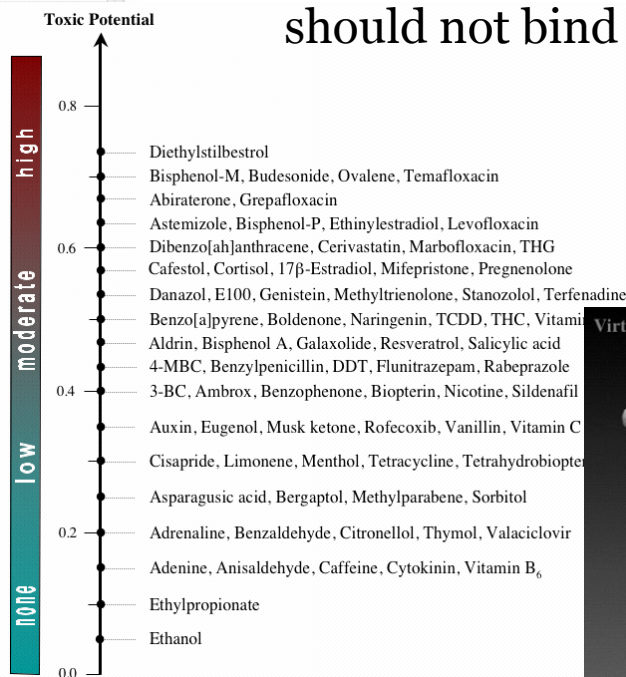 Toxic Potential
should not bind
0.8
high
Diethylstilbestrol
Bisphenol-M, Budesonide, Ovalene, Temafloxacin
Abiraterone, Grepafloxacin
Astemizole, Bisphenol-P, Ethinylestradiol, Levofloxacin
0.6
Dibenzo[ah]anthracene, Cerivastatin, Marbofloxacin, THG
Cafestol, Cortisol, 17β-Estradiol, Mifepristone, Pregnenolone
moderate
Danazol, E100, Genistein, Methyltrienolone, Stanozolol, Terfenadine
Benzo[a]pyrene, Boldenone, Naringenin, TCDD, THC,
Aldrin, Bisphenol A, Galaxolide, Resveratrol, Salicylic acid
4-MBC, Benzylpenicillin, DDT, Flunitrazepam, Rabeprazole
0.4
3-BC, Ambrox, Benzophenone, Biopterin, Nicotine, Sildenafil
Auxin, Eugenol, Musk ketone, Rofecoxib, Vanillin, Vitamin C
low
Cisapride, Limonene, Menthol, Tetracycline,
Asparagusic acid, Bergaptol, Methylparabene, Sorbitol
0.2
Adrenaline, Benzaldehyde, Citronellol, Thymol, Valaciclovir
Adenine, Anisaldehyde, Caffeine, Cytokinin, Vitamin B₆
none
Ethylpropionate
Ethanol
0.0